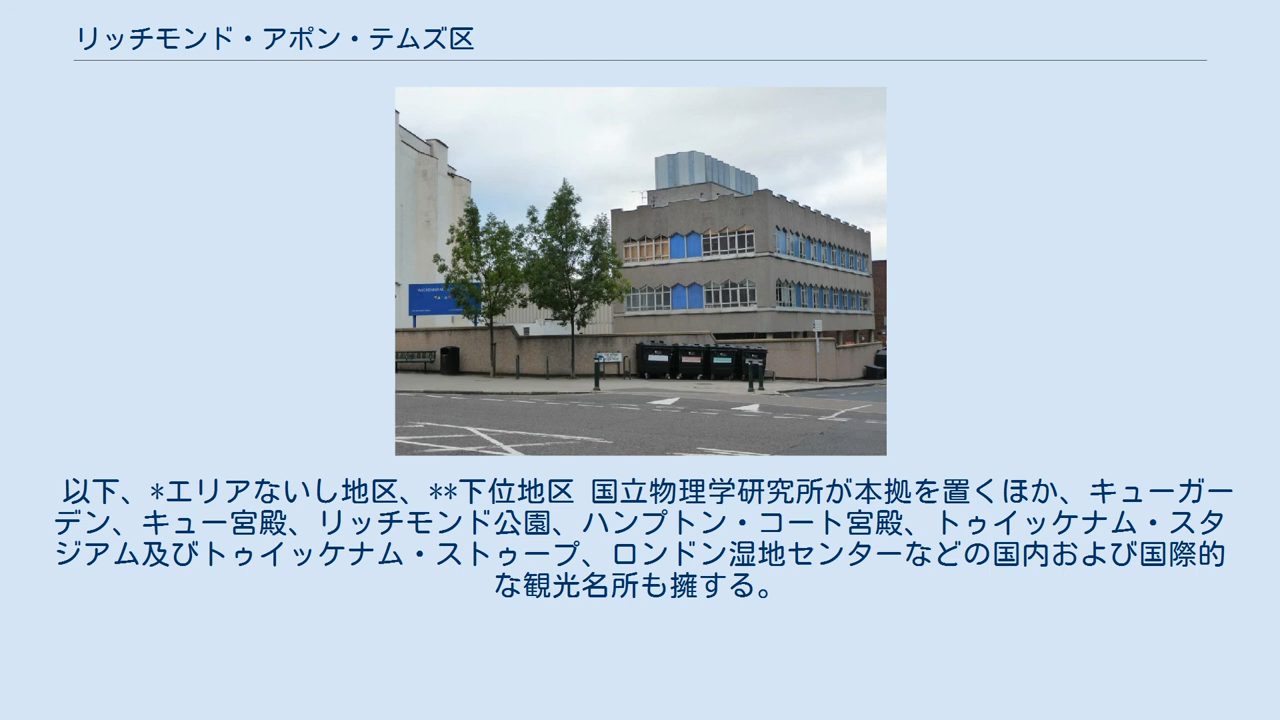 リッチモンド・アポン・テムズ区
以下、*エリアないし地区、**下位地区 国立物理学研究所が本拠を置くほか、キューガー
デン、キュー宮殿、リッチモンド公園、ハンプトン・コート宮殿、トゥイッケナム・スタ
ジアム及びトゥイッケナム・ストゥープ、ロンドン湿地センターなどの国内および国際的
な観光名所も擁する。